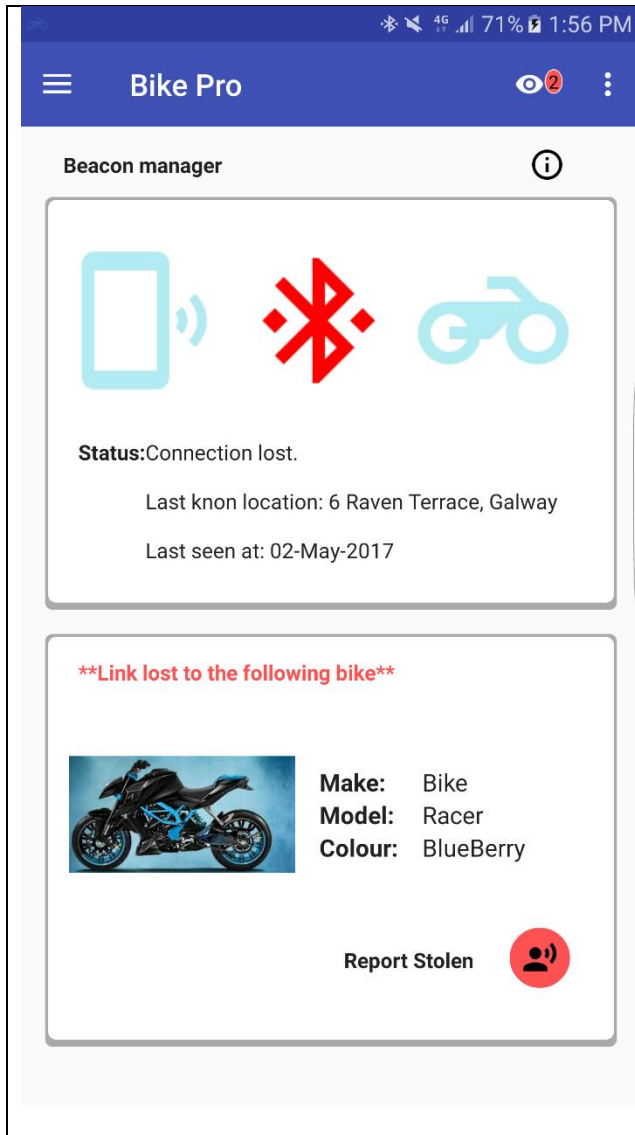 4G 71% 1:56 PM
Bike Pro
2
Beacon manager
Status:Connection lost.
Last knon location: 6 Raven Terrace, Galway
Last seen at: 02-May-2017
**Link lost to the following bike**
Make: Bike
Model: Racer
Colour: BlueBerry
Report Stolen